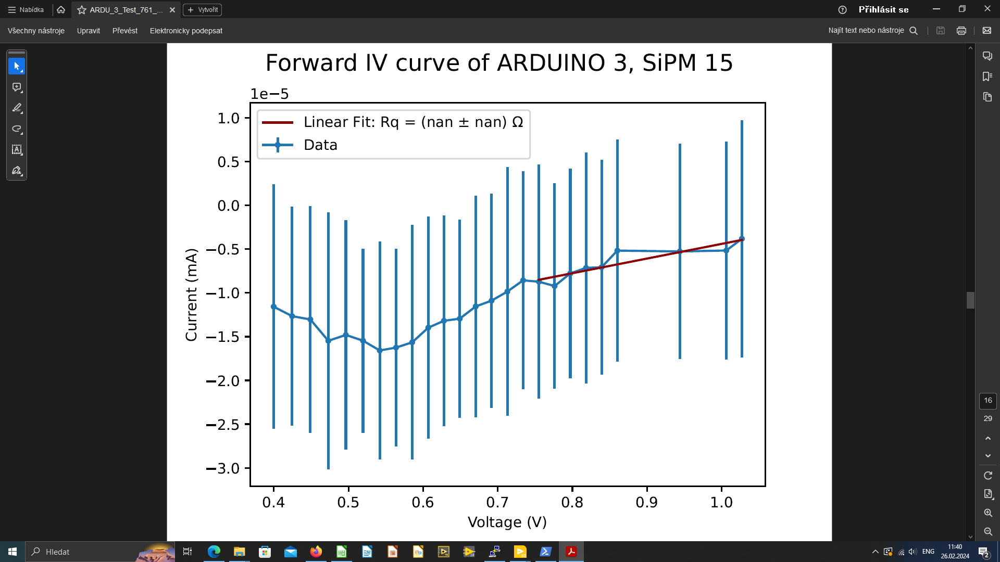 Nabídka
ARDU_3_Test_761_...
Vytvořit
Přihlásit se
Všechny nástroje
Upravit
Převést
Elektronicky podepsat
Najít text nebo nástroje
Forward IV curve of ARDUINO 3, SiPM 15
1e−5
Linear Fit: Rq = (nan ± nan) Ω
Data
1.0
0.5
0.0
−0.5
−1.0
−1.5
−2.0
−2.5
−3.0
Current (mA)
0.4
0.5
0.6
0.7
0.8
0.9
1.0
Voltage (V)
16
29
Hledat
ENG
11:40
26.02.2024
2